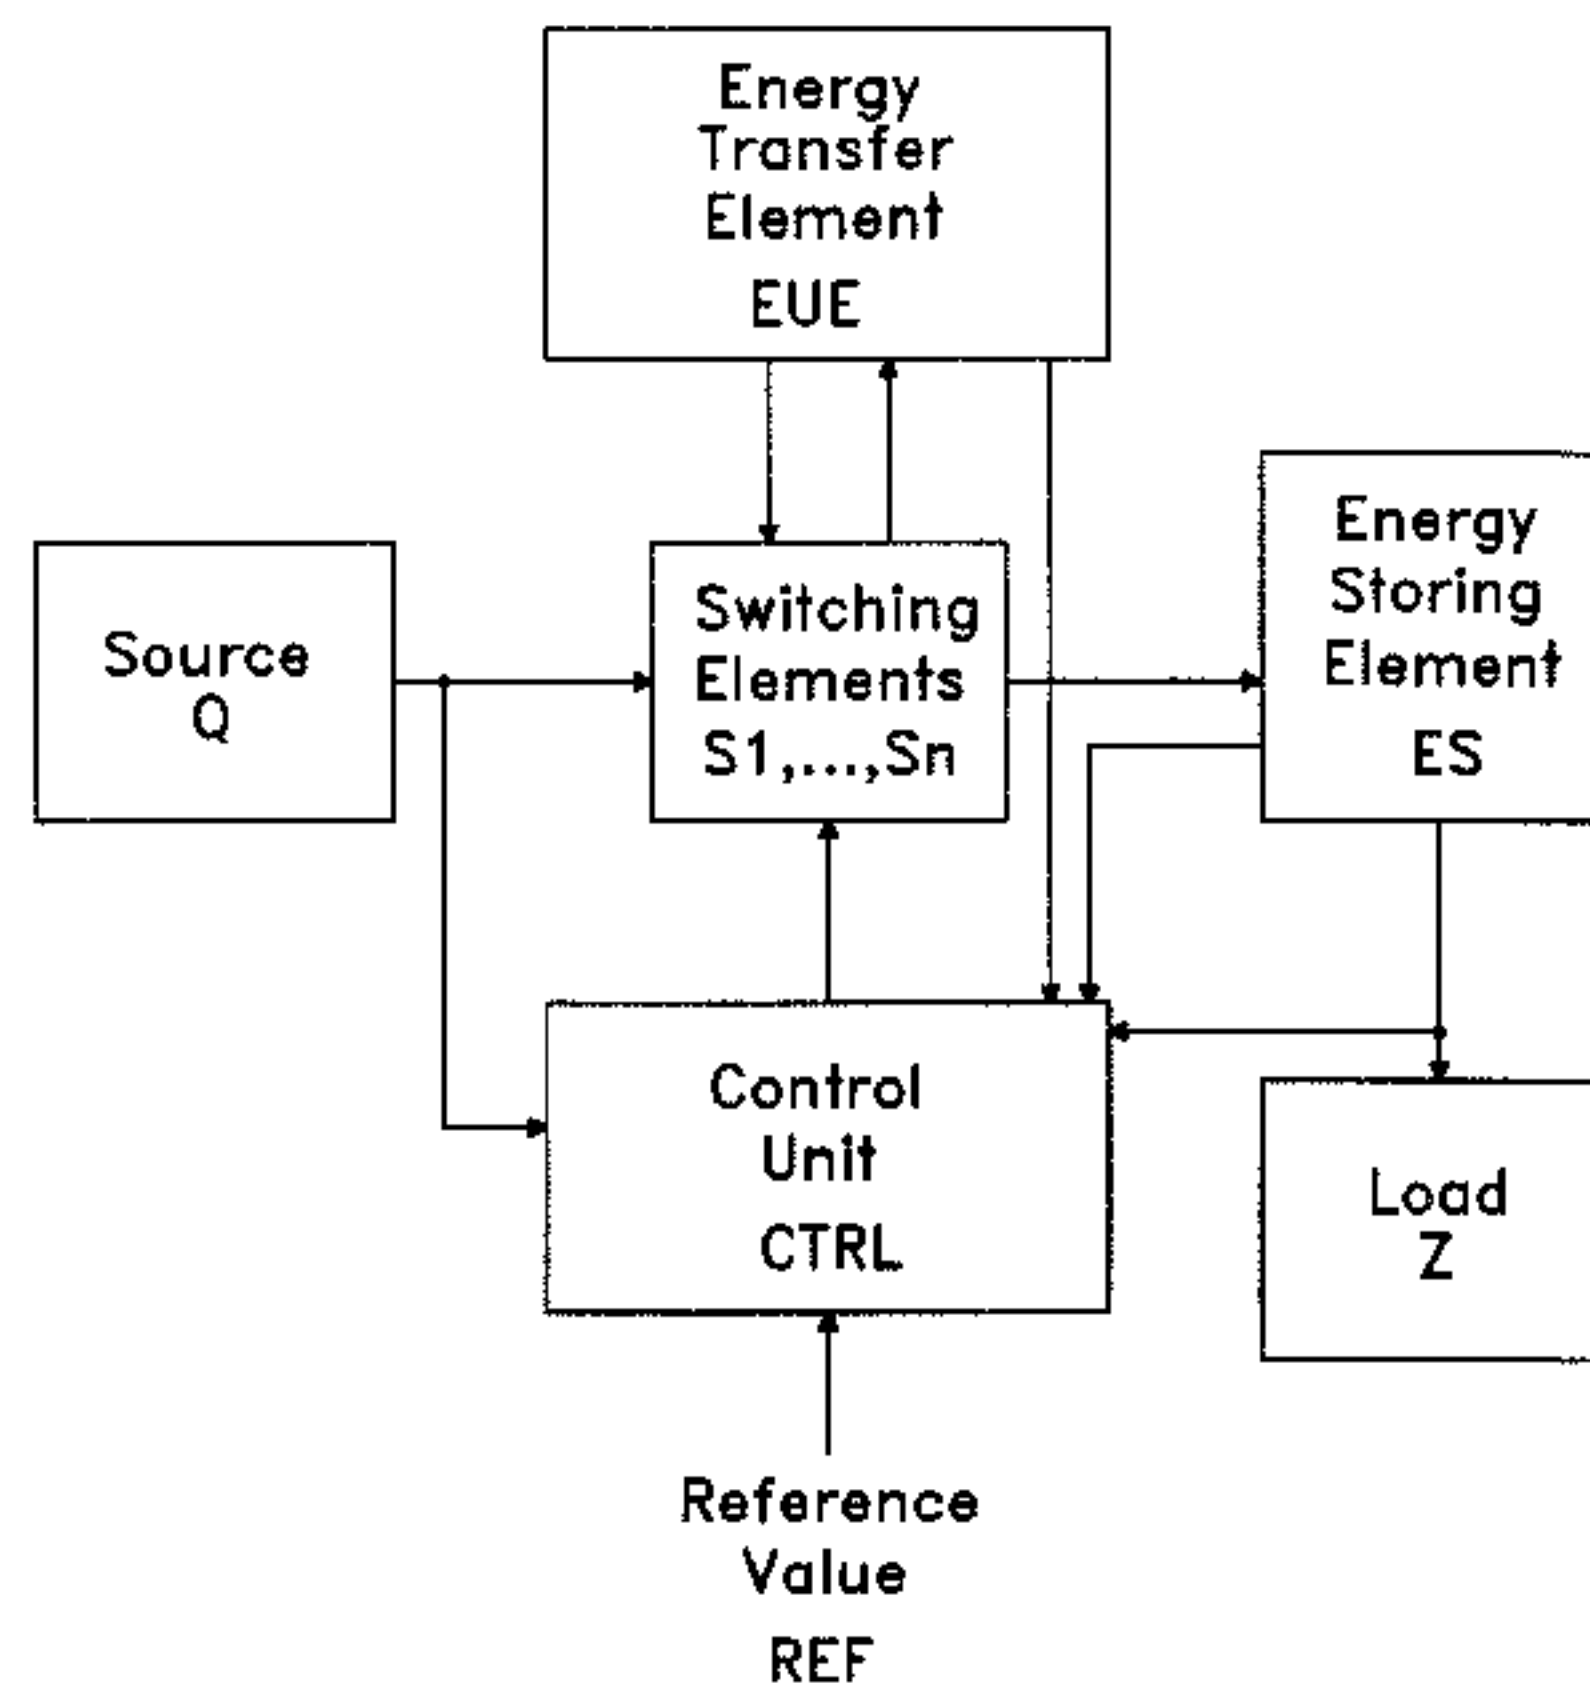 Energy
Transfer
Element
EUE
Source
Q
Switching
Elements
S1,...,Sn
Energy
Storing
Element
ES
Control
Unit
CTRL
Load
Z
Reference
Value
REF